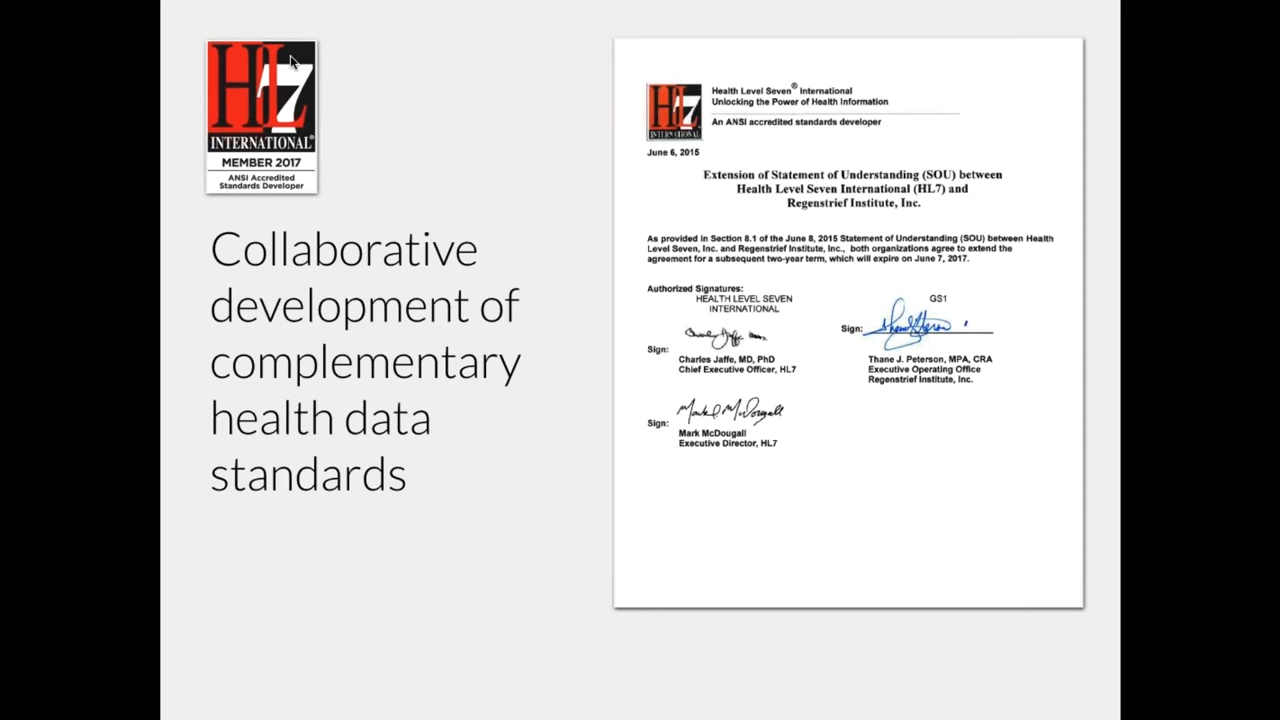 HL7
INTERNATIONAL®
MEMBER 2017
ANSI Accredited
Standards Developer
Collaborative
development of
complementary
health data
standards
HL7
INTERNATIONAL
Health Level Seven® International
Unlocking the Power of Health Information
An ANSI accredited standards developer
June 6, 2015
Extension of Statement of Understanding (SOU) between
Health Level Seven International (HL7) and
Regenstrief Institute, Inc.
As provided in Section 8.1 of the June 8, 2015 Statement of Understanding (SOU) between Health
Level Seven, Inc. and Regenstrief Institute, Inc., both organizations agree to extend the
agreement for a subsequent two-year term, which will expire on June 7, 2017.
Authorized Signatures:
HEALTH LEVEL SEVEN
INTERNATIONAL
Sign:
Charles Jaffe, MD, PhD
Chief Executive Officer, HL7
Sign:
Mark McDougall
Mark McDougall
Executive Director, HL7
GS1
Sign:
Thane J. Peterson, MPA, CRA
Executive Operating Office
Regenstrief Institute, Inc.